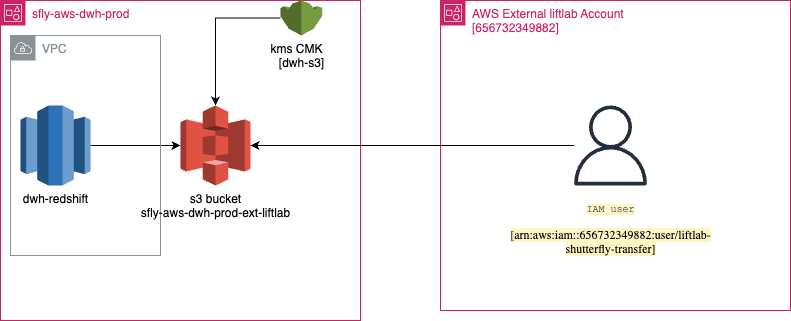 sfly-aws-dwh-prod
VPC
kms CMK
[dwh-s3]
dwh-redshift
s3 bucket
sfly-aws-dwh-prod-ext-liftlab
AWS External liftlab Account
[656732349882]
IAM user
[arn:aws:iam::656732349882:user/liftlab-
shutterfly-transfer]